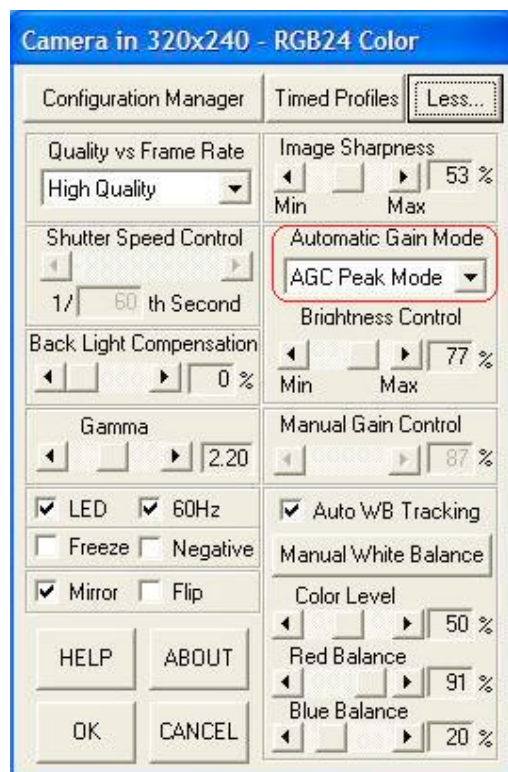 Camera in 320x240 - RGB24 Color
Configuration Manager
Timed Profiles
Less...
Quality vs Frame Rate
High Quality
Image Sharpness
53 %
Min Max
Shutter Speed Control
1/ 60 th Second
Automatic Gain Mode
AGC Peak Mode
Back Light Compensation
0 %
Brightness Control
77 %
Min Max
Gamma
2.20
Manual Gain Control
87 %
LED 60Hz
Freeze Negative
Mirror Flip
Auto WB Tracking
Manual White Balance
Color Level
50 %
Red Balance
91 %
Blue Balance
20 %
HELP ABOUT
OK CANCEL